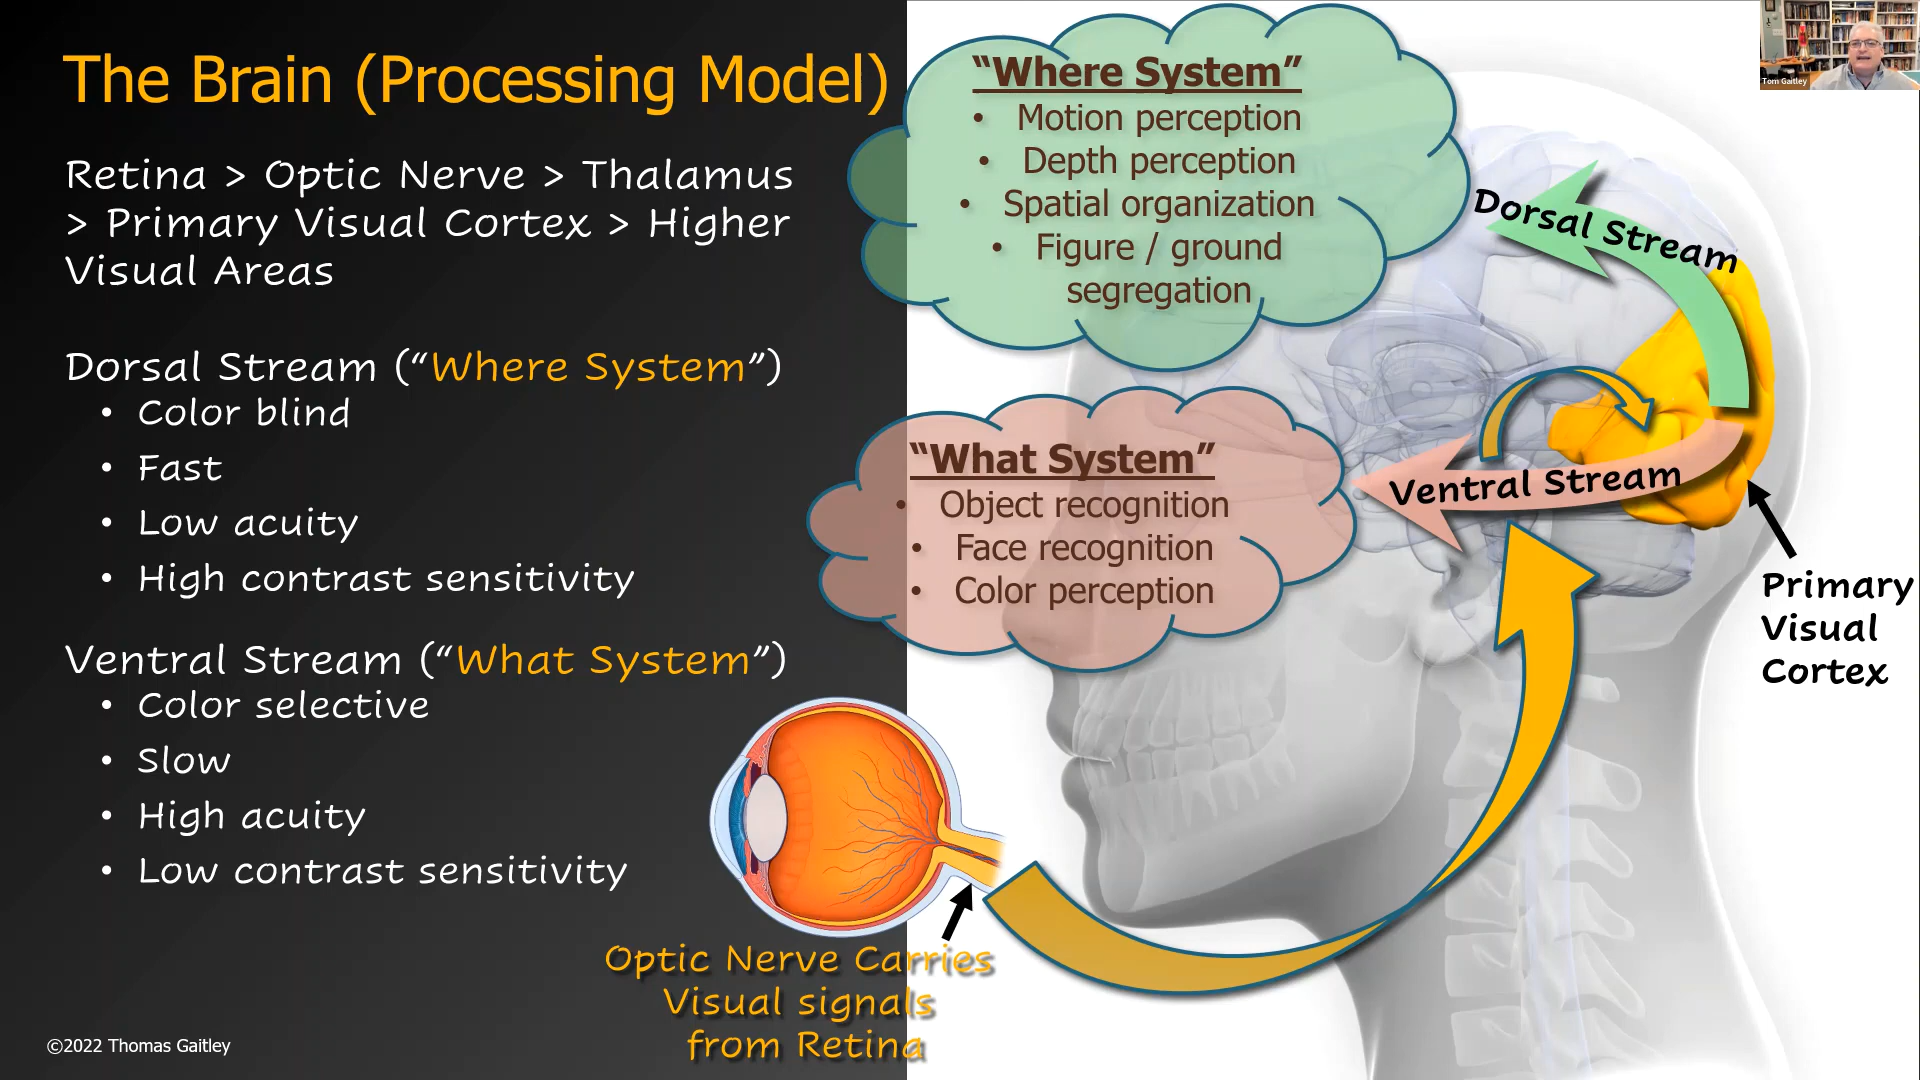 The Brain (Processing Model)
Retina > Optic Nerve > Thalamus
> Primary Visual Cortex > Higher
Visual Areas
Dorsal Stream (“Where System”)
• Color blind
• Fast
• Low acuity
• High contrast sensitivity
Ventral Stream (“What System”)
• Color selective
• Slow
• High acuity
• Low contrast sensitivity
©2022 Thomas Gaitley
“Where System”
• Motion perception
• Depth perception
• Spatial organization
• Figure / ground
segregation
“What System”
• Object recognition
• Face recognition
• Color perception
Dorsal Stream
Ventral Stream
Primary
Visual
Cortex
Optic Nerve Carries
Visual signals
from Retina
Tom Gaitley